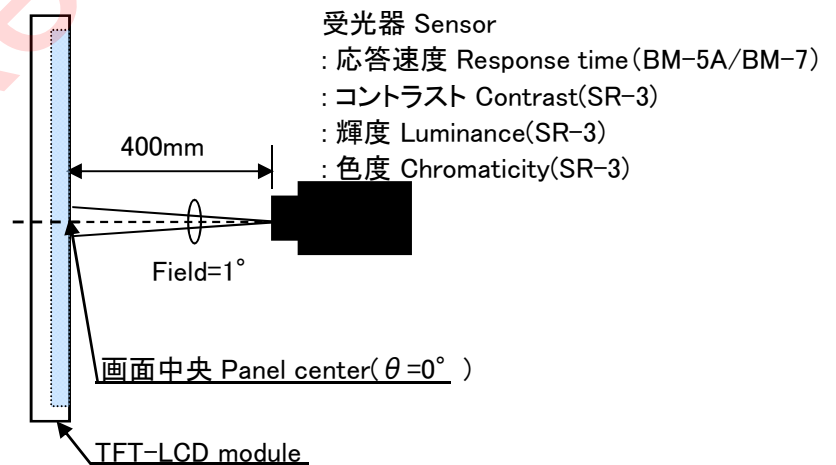 受光器 Sensor
: 応答速度 Response time(BM-5A/BM-7)
: コントラスト Contrast(SR-3)
: 輝度 Luminance(SR-3)
: 色度 Chromaticity(SR-3)
400mm
Field=1°
画面中央 Panel center(θ=0° )
TFT-LCD module